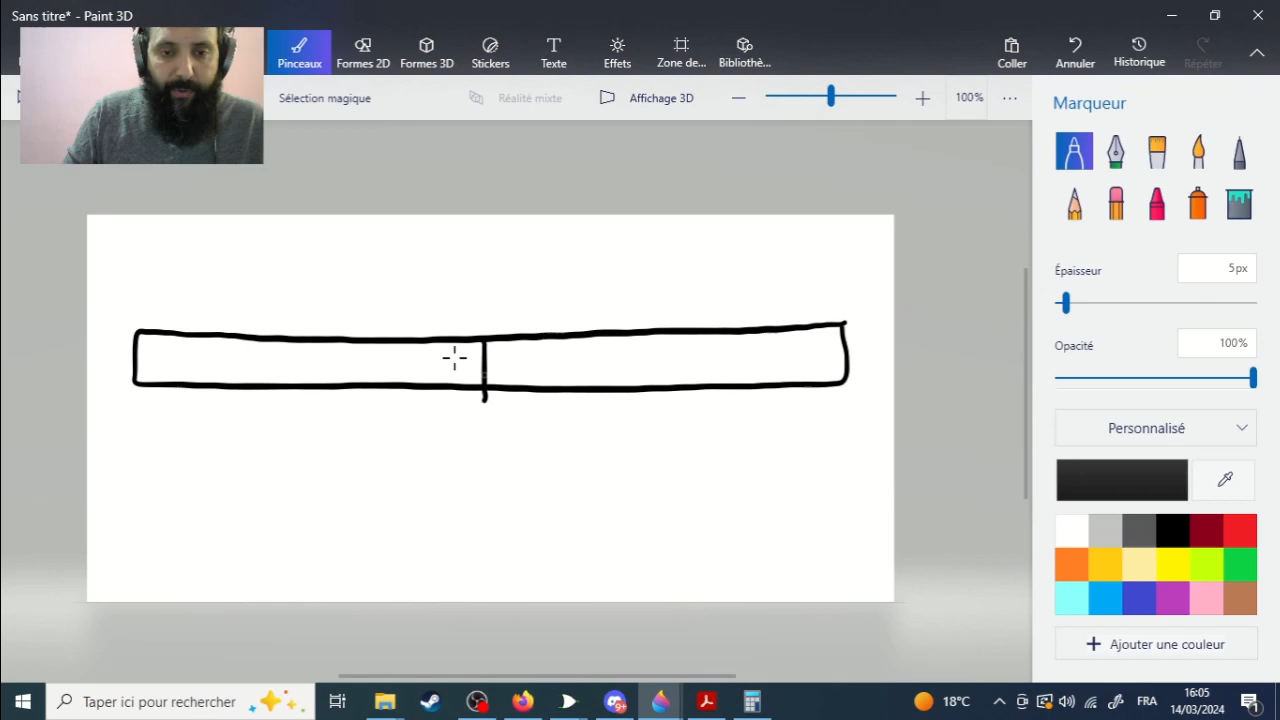 Sans titre* - Paint 3D
Pinceaux
Formes 2D
Formes 3D
Stickers
Texte
Effets
Zone de...
Bibliothè...
Coller
Annuler
Historique
Répéter
Sélection magique
Réalité mixte
Affichage 3D
100%
Marqueur
Épaisseur
5px
Opacité
100%
Personnalisé
Ajouter une couleur
Taper ici pour rechercher
9+
18°C
FRA
16:05
14/03/2024
1